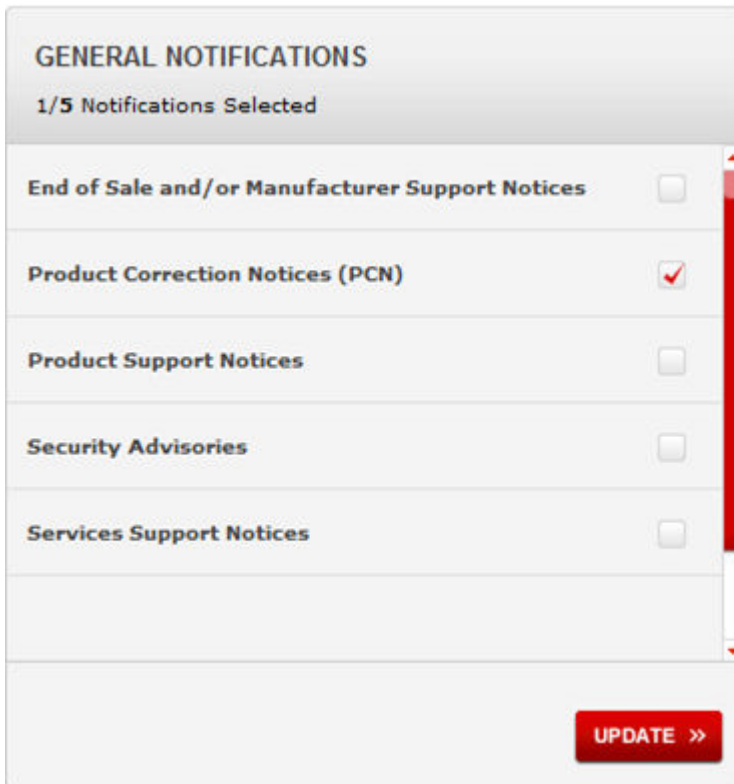 GENERAL NOTIFICATIONS
1/5 Notifications Selected
End of Sale and/or Manufacturer Support Notices
Product Correction Notices (PCN)
Product Support Notices
Security Advisories
Services Support Notices
UPDATE »